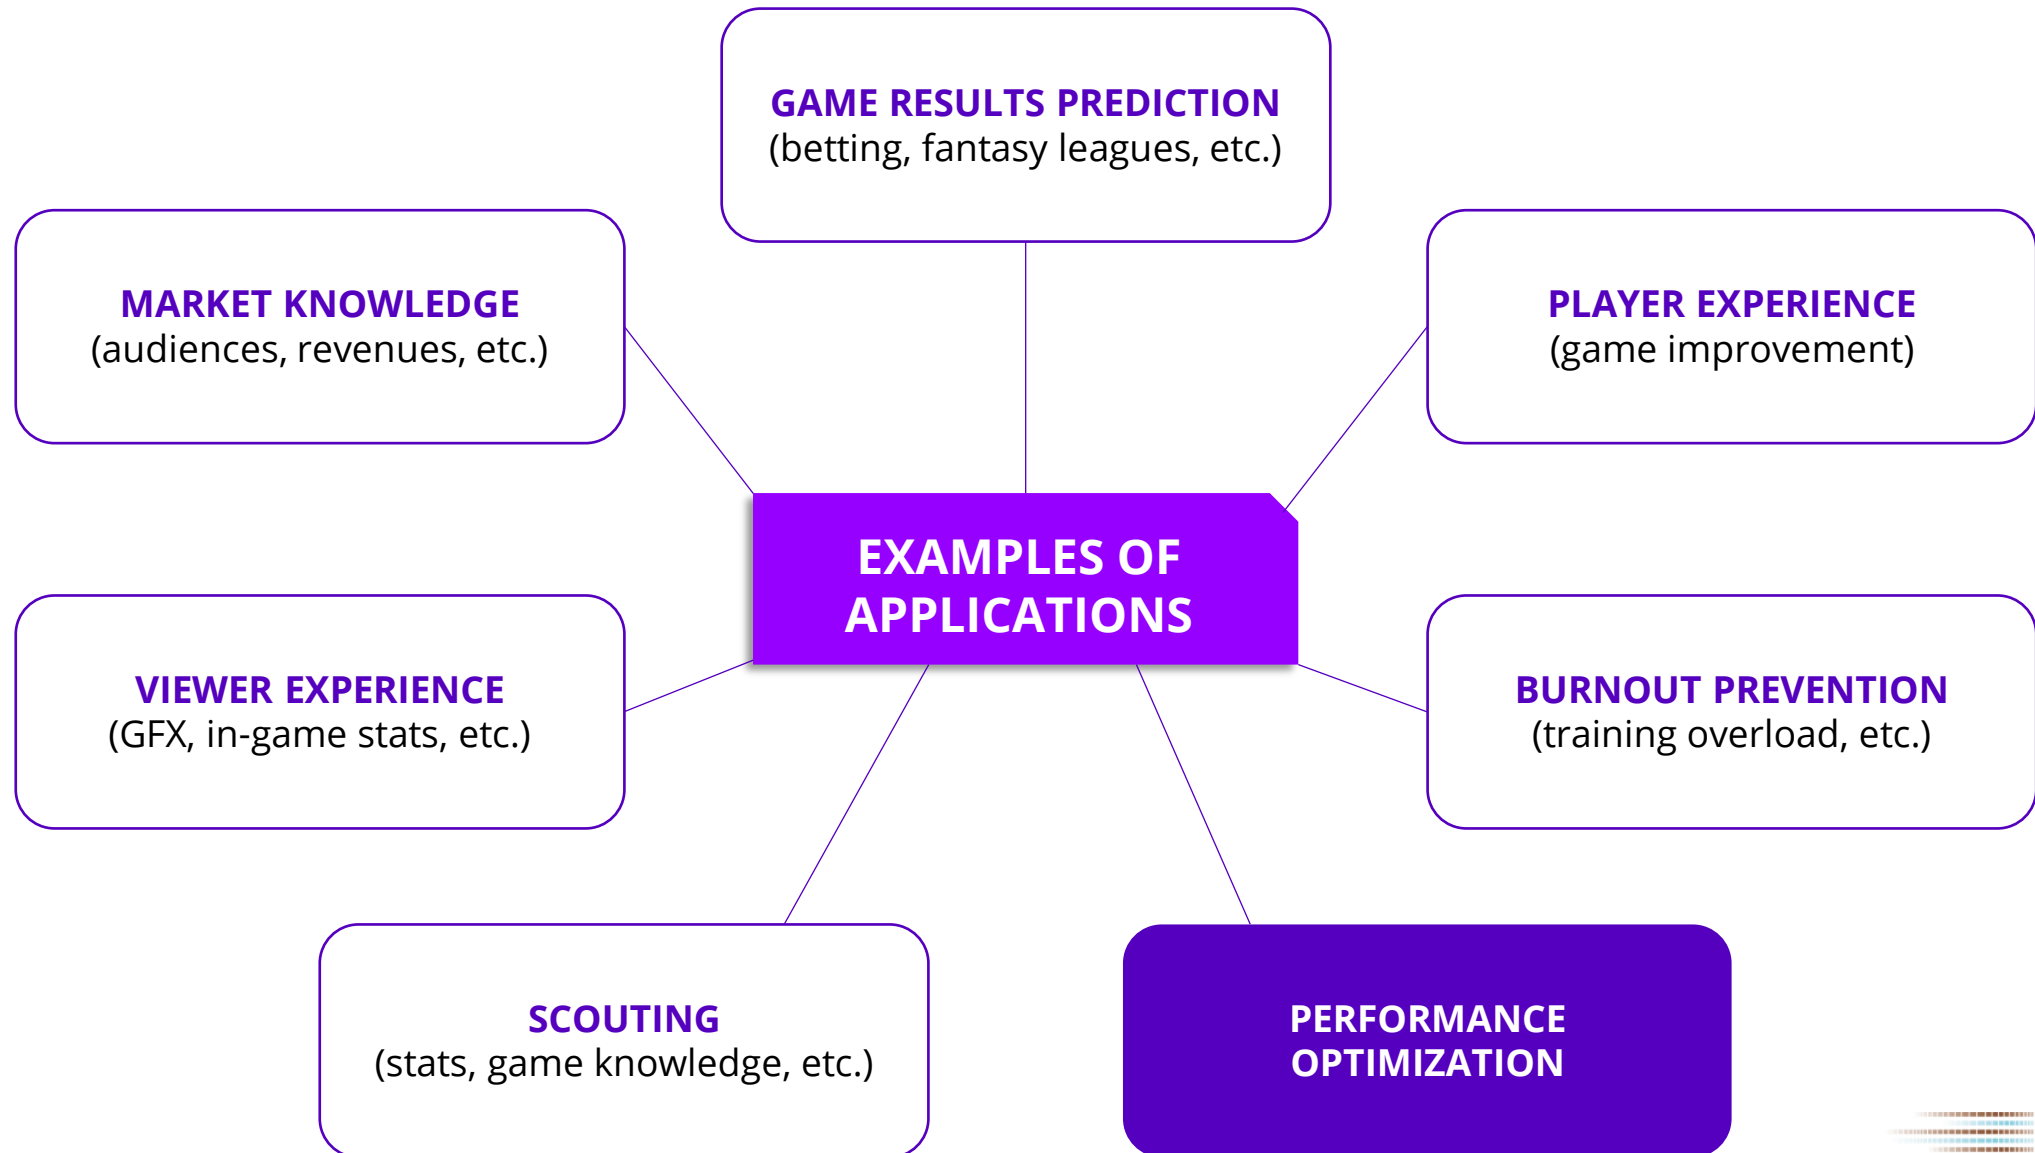 GAME RESULTS PREDICTION
(betting, fantasy leagues, etc.)
MARKET KNOWLEDGE
(audiences, revenues, etc.)
PLAYER EXPERIENCE
(game improvement)
EXAMPLES OF
APPLICATIONS
VIEWER EXPERIENCE
(GFX, in-game stats, etc.)
BURNOUT PREVENTION
(training overload, etc.)
SCOUTING
(stats, game knowledge, etc.)
PERFORMANCE
OPTIMIZATION